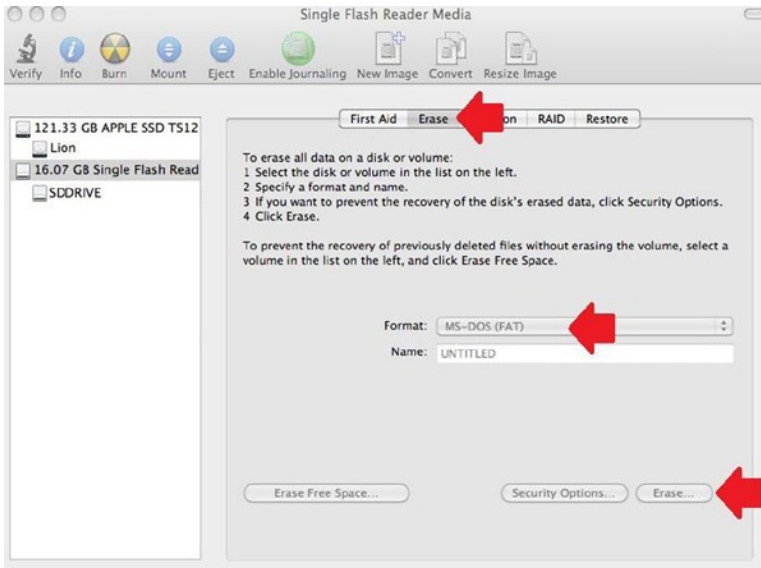 Single Flash Reader Media
Verify Info Burn Mount Eject Enable Journaling New Image Convert Resize Image
121.33 GB APPLE SSD TS12
Lion
16.07 GB Single Flash Read
SDDRIVE
First Aid Erase on RAID Restore
To erase all data on a disk or volume:
1 Select the disk or volume in the list on the left.
2 Specify a format and name.
3 If you want to prevent the recovery of the disk's erased data, click Security Options.
4 Click Erase.
To prevent the recovery of previously deleted files without erasing the volume, select a
volume in the list on the left, and click Erase Free Space.
Format: MS-DOS (FAT)
Name: UNTITLED
Erase Free Space... Security Options... Erase...